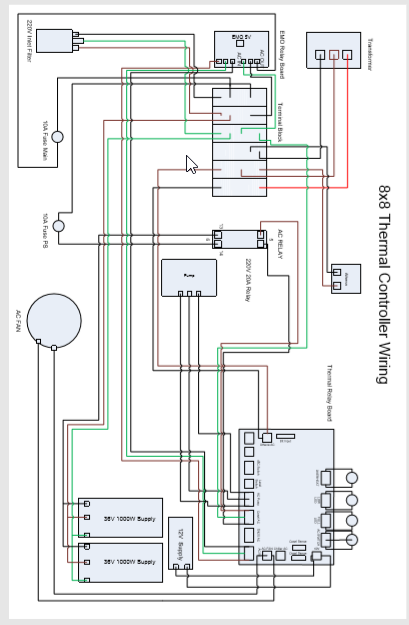 8x8 Thermal Controller Wiring
220V Inlet Filter
EMO 5V
EMO Relay Board
Transformer
10A Fuse Main
Terminal Block
10A Fuse PS
AC RELAY
220V 20A Relay
Pump
AC FAN
Thermal Relay Board
36V 1000W Supply
36V 1000W Supply
12V Supply